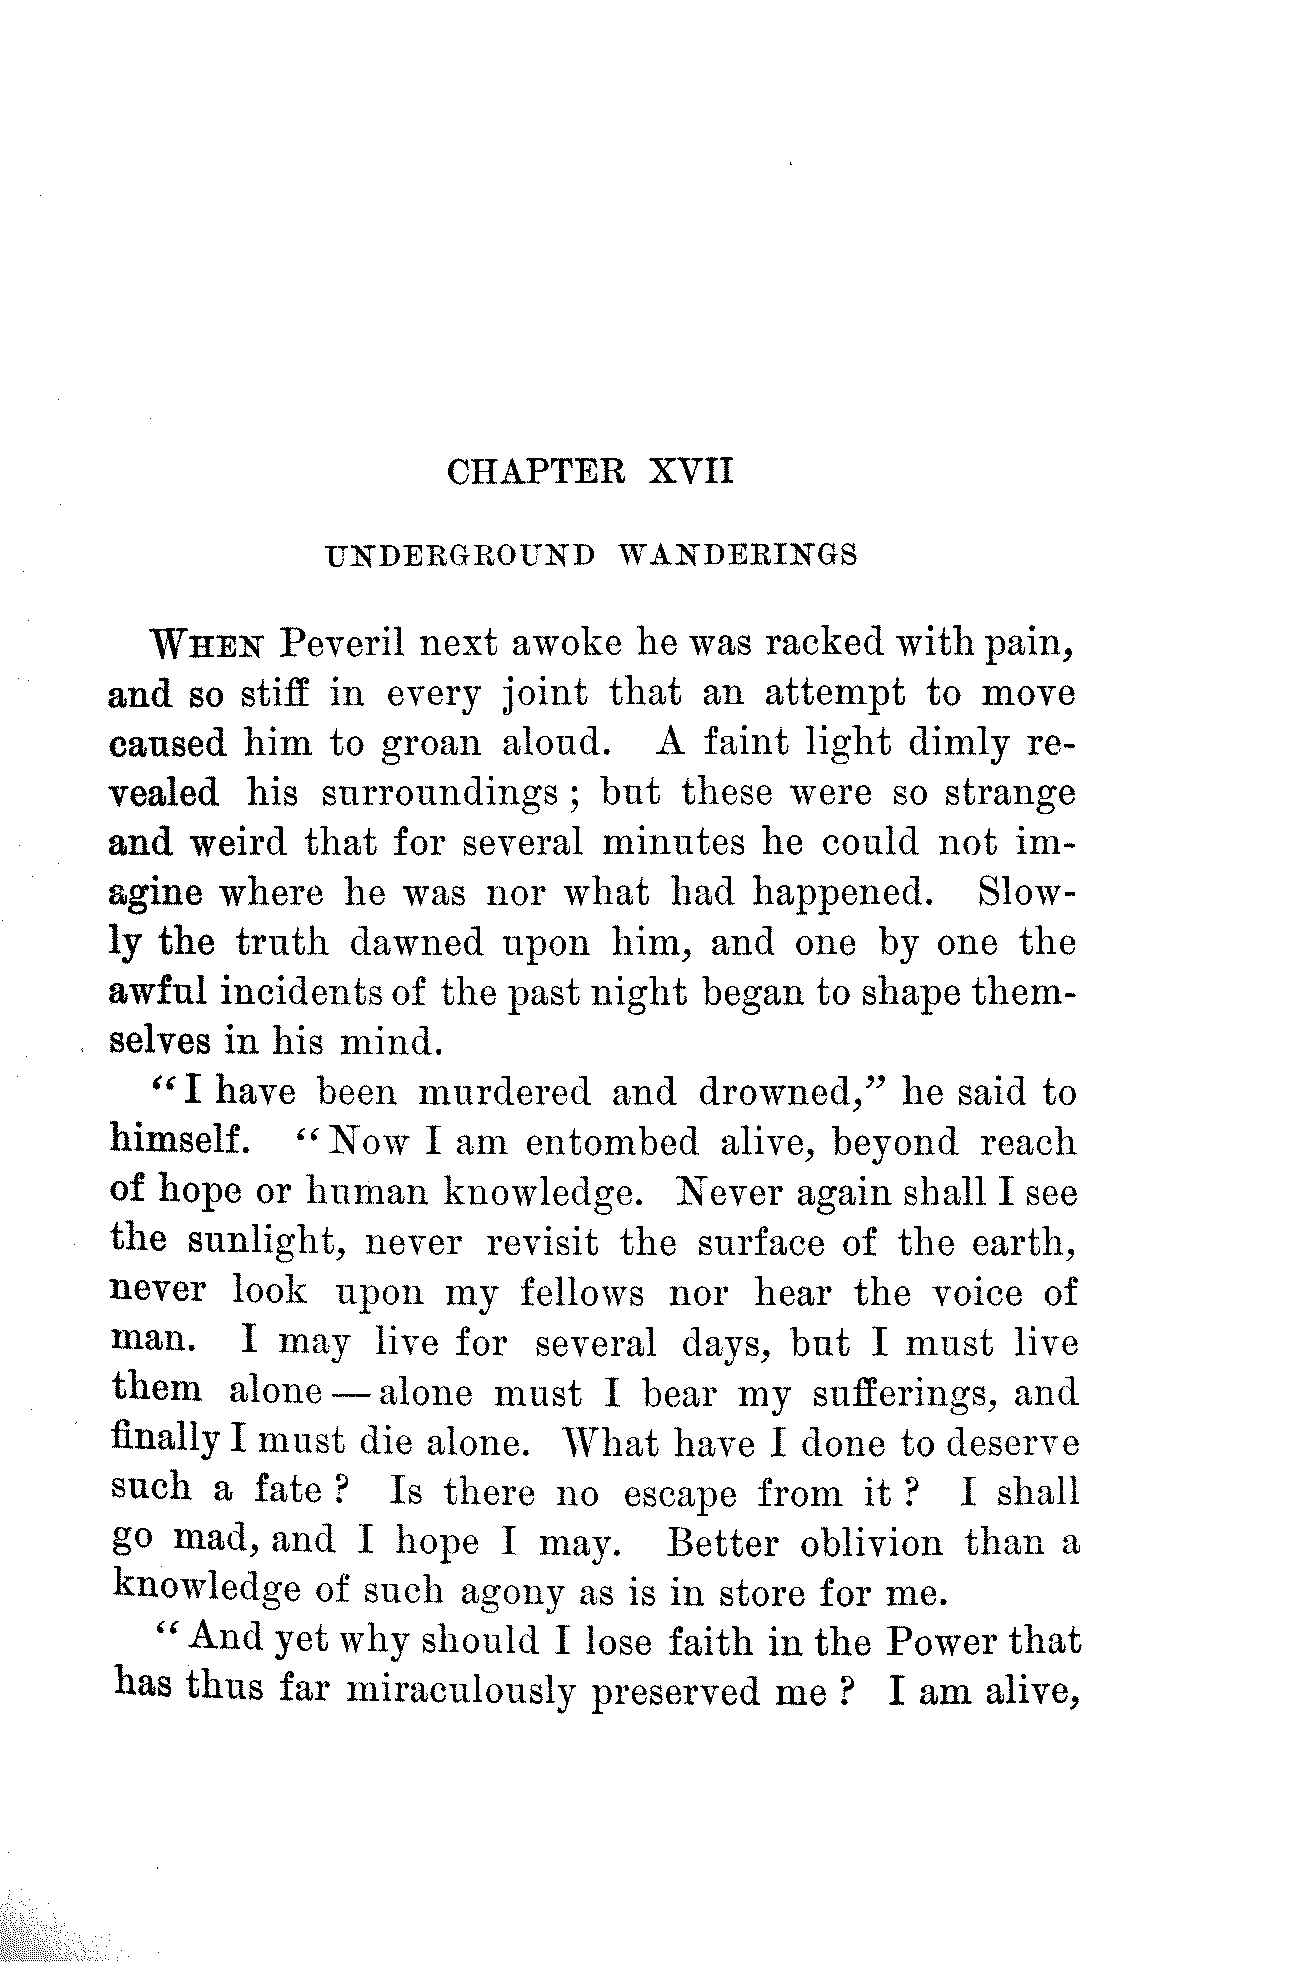 CHAPTER XVII
UNDERGROUND WANDERINGS
WHEN Peveril next awoke he was racked with pain,
and so stiff in every joint that an attempt to move
caused him to groan aloud. A faint light dimly re-
vealed his surroundings ; but these were so strange
and weird that for several minutes he could not im-
agine where he was nor what had happened. Slow-
ly the truth dawned upon him, and one by one the
awful incidents of the past night began to shape them-
selves in his mind.
“I have been murdered and drowned,” he said to
himself. “Now I am entombed alive, beyond reach
of hope or human knowledge. Never again shall I see
the sunlight, never revisit the surface of the earth,
never look upon my fellows nor hear the voice of
man. I may live for several days, but I must live
them alone — alone must I bear my sufferings, and
finally I must die alone. What have I done to deserve
such a fate ? Is there no escape from it ? I shall
go mad, and I hope I may. Better oblivion than a
knowledge of such agony as is in store for me.
“And yet why should I lose faith in the Power that
has thus far miraculously preserved me ? I am alive,